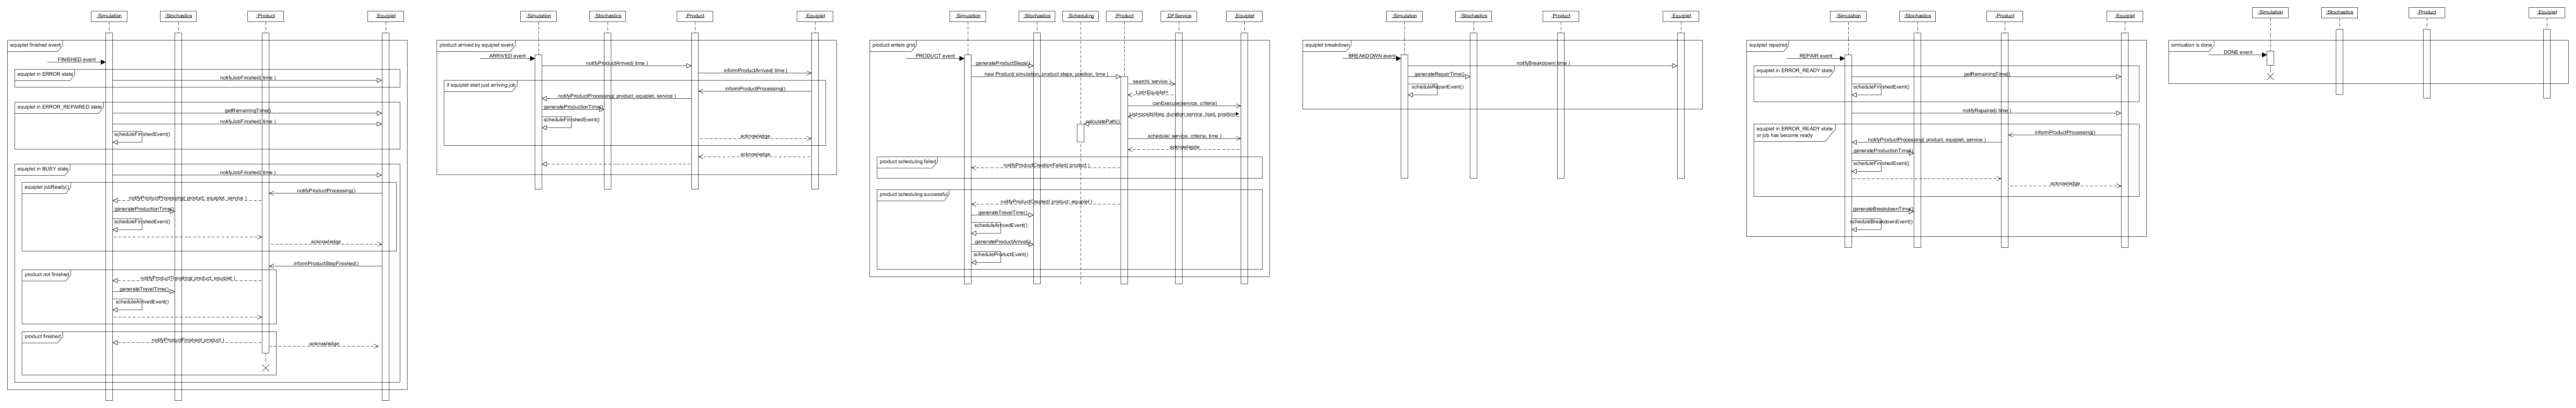 :Simulation
:Stochastics
:Product
:Equiplet
equiplet finished event
FINISHED event
equiplet in ERROR state
notifyJobFinished( time )
equiplet in ERROR_REPAIRED state
getRemainingTime()
notifyJobFinished( time )
scheduleFinishedEvent()
equiplet in BUSY state
notifyJobFinished( time )
equiplet jobReady()
notifyProductProcessing()
notifyProductProcessing( product, equiplet, service )
generateProductionTime()
scheduleFinishedEvent()
acknowledge
informProductStepFinished()
product not finished
notifyProductTraveling( product, equiplet )
generateTravelTime()
scheduleArrivedEvent()
product finished
notifyProductFinished( product )
acknowledge
:Simulation
:Stochastics
:Product
:Equiplet
product arrived by equiplet event
ARRIVED event
notifyProductArrived( time )
informProductArrived( time )
if equiplet start just arriving job
informProductProcessing()
notifyProductProcessing( product, equiplet, service )
generateProductionTime()
scheduleFinishedEvent()
acknowledge
acknowledge
:Simulation
:Stochastics
:Scheduling
:Product
:DFService
:Equiplet
product enters grid
PRODUCT event
generateProductSteps()
new Product( simulation, product steps, position, time )
search( service )
List<Equiplet>
canExecute(service, criteria)
calculatePath()
schedule( service, criteria, time )
acknowlegde
product scheduling failed
notifyProductCreationFailed( product )
product scheduling successful
notifyProductCreated( product, equiplet )
generateTravelTime()
scheduleArrivedEvent()
generateProductArrival()
scheduleProductEvent()
:Simulation
:Stochastics
:Product
:Equiplet
equiplet breakdown
BREAKDOWN event
notifyBreakdown( time )
generateRepairTime()
scheduleRepairEvent()
:Simulation
:Stochastics
:Product
:Equiplet
equiplet repaired
REPAIR event
equiplet in ERROR_READY state
getRemainingTime()
scheduleFinishedEvent()
notifyRepaired( time )
equiplet in ERROR_READY state
or job has become ready
informProductProcessing()
notifyProductProcessing( product, equiplet, service )
generateProductionTime()
scheduleFinishedEvent()
acknowledge
generateBreakdownTime()
scheduleBreakdownEvent()
:Simulation
:Stochastics
:Product
:Equiplet
simtuation is done
DONE event